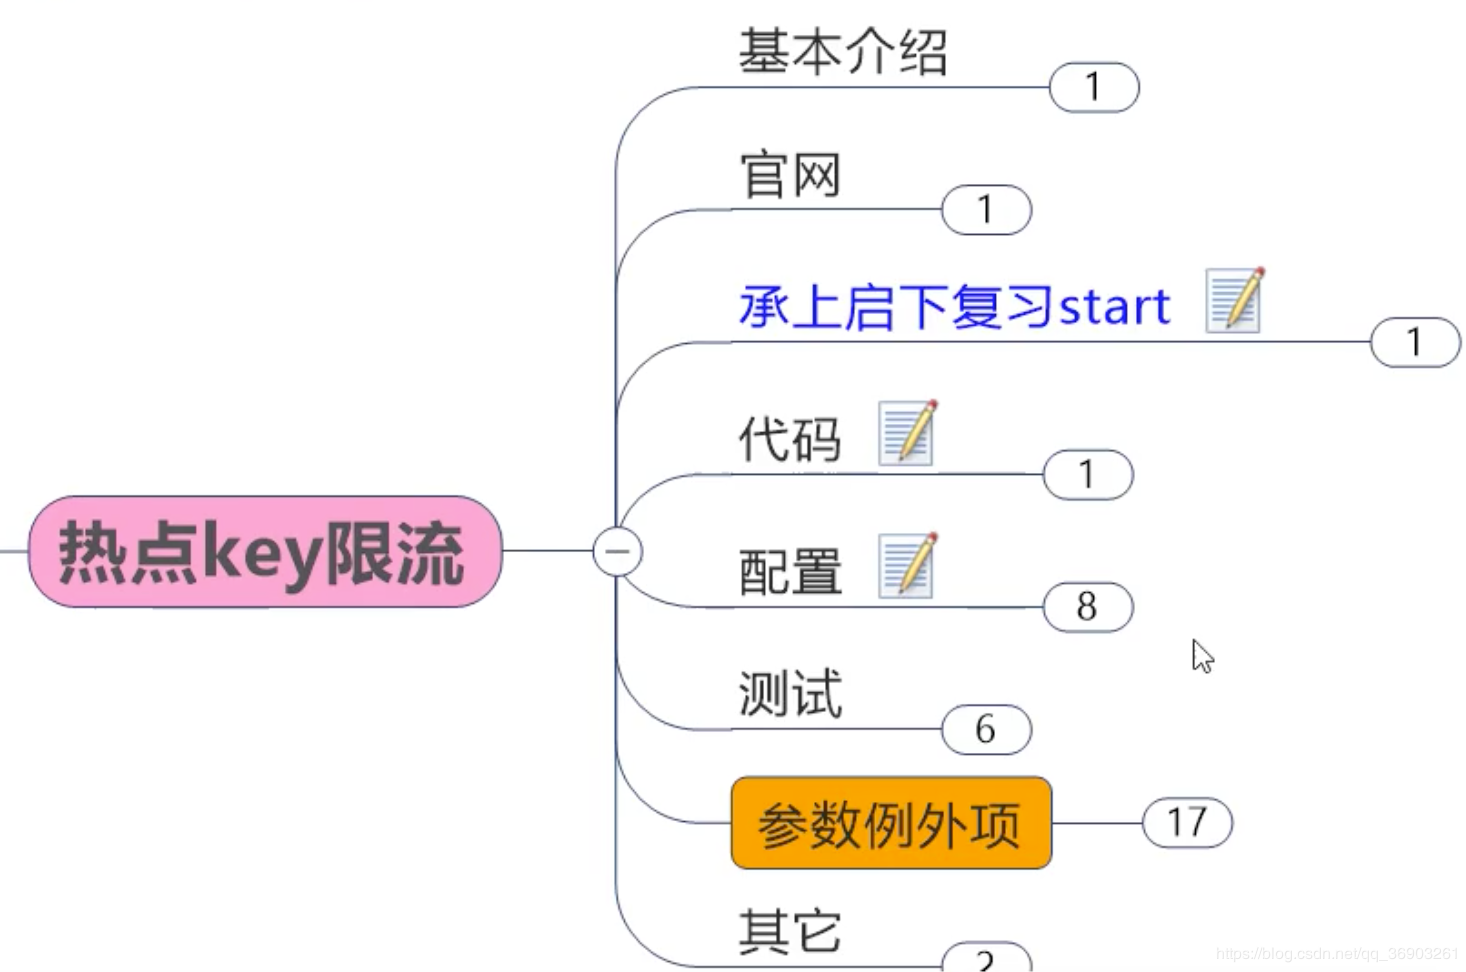 基本介绍
1
官网
1
承上启下复习start
1
代码
1
热点key限流
配置
8
测试
6
参数例外项
17
其它
2
https://blog.csdn.net/qq_36903261